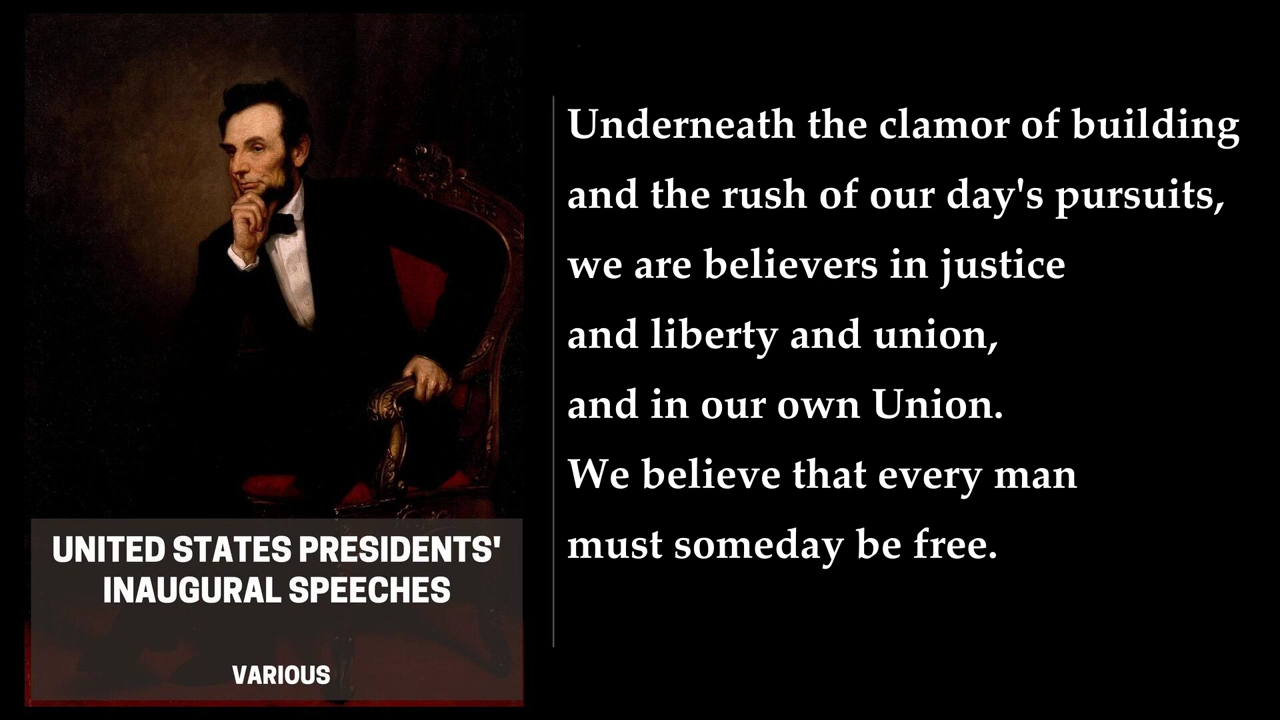 UNITED STATES PRESIDENTS'
INAUGURAL SPEECHES
VARIOUS
Underneath the clamor of building
and the rush of our day's pursuits,
we are believers in justice
and liberty and union,
and in our own Union.
We believe that every man
must someday be free.